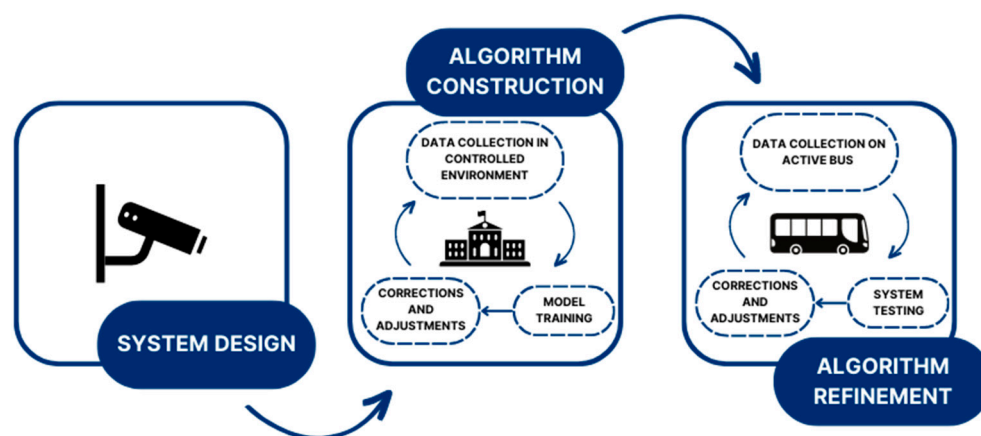 SYSTEM DESIGN
ALGORITHM
CONSTRUCTION
DATA COLLECTION IN
CONTROLLED
ENVIRONMENT
MODEL
TRAINING
CORRECTIONS
AND
ADJUSTMENTS
DATA COLLECTION ON
ACTIVE BUS
SYSTEM
TESTING
CORRECTIONS
AND
ADJUSTMENTS
ALGORITHM
REFINEMENT